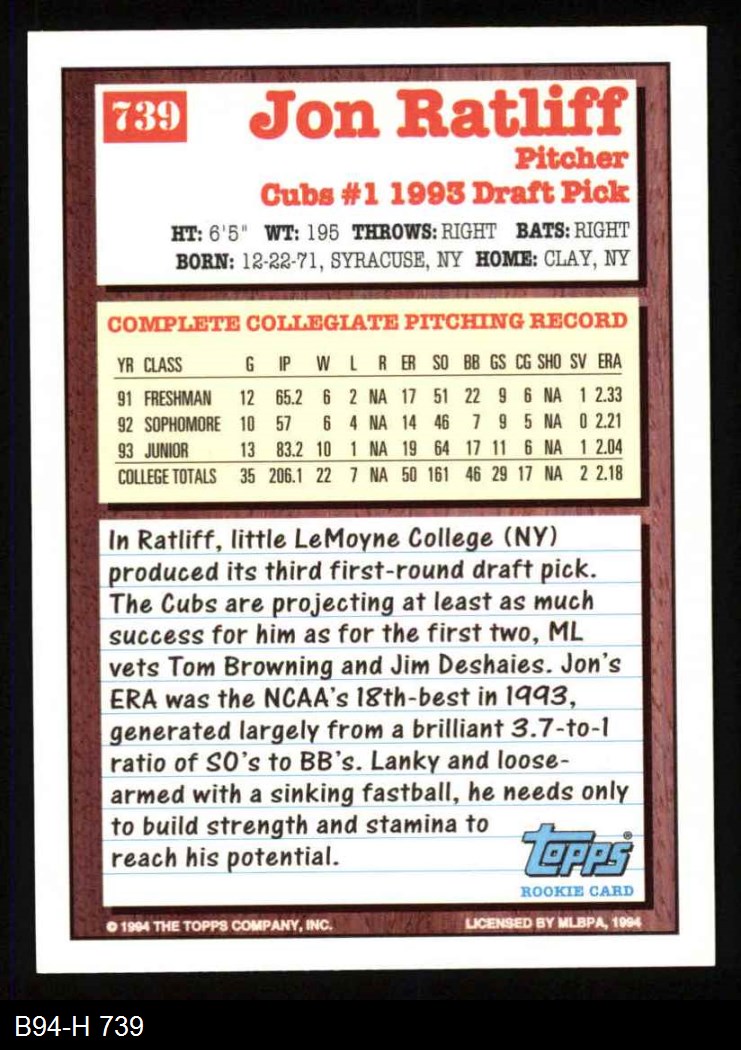 739
Jon Ratliff
Pitcher
Cubs #1 1993 Draft Pick
HT: 6'5" WT: 195 THROWS: RIGHT BATS: RIGHT
BORN: 12-22-71, SYRACUSE, NY HOME: CLAY, NY
COMPLETE COLLEGIATE PITCHING RECORD
YR CLASS G IP W L R ER SO BB GS CG SHO SV ERA
91 FRESHMAN 12 65.2 6 2 NA 17 51 22 9 6 NA 1 2.33
92 SOPHOMORE 10 57 6 4 NA 14 46 7 9 5 NA 0 2.21
93 JUNIOR 13 83.2 10 1 NA 19 64 17 11 6 NA 1 2.04
COLLEGE TOTALS 35 206.1 22 7 NA 50 161 46 29 17 NA 2 2.18
In Ratliff, little LeMoyne College (NY)
produced its third first-round draft pick.
The Cubs are projecting at least as much
success for him as for the first two, ML
vets Tom Browning and Jim Deshaies. Jon's
ERA was the NCAA's 18th-best in 1993,
generated largely from a brilliant 3.7-to-1
ratio of SO's to BB's. Lanky and loose-
armed with a sinking fastball, he needs only
to build strength and stamina to
reach his potential.
topps®
ROOKIE CARD
© 1994 THE TOPPS COMPANY, INC. LICENSED BY MLBPA, 1994
B94-H 739